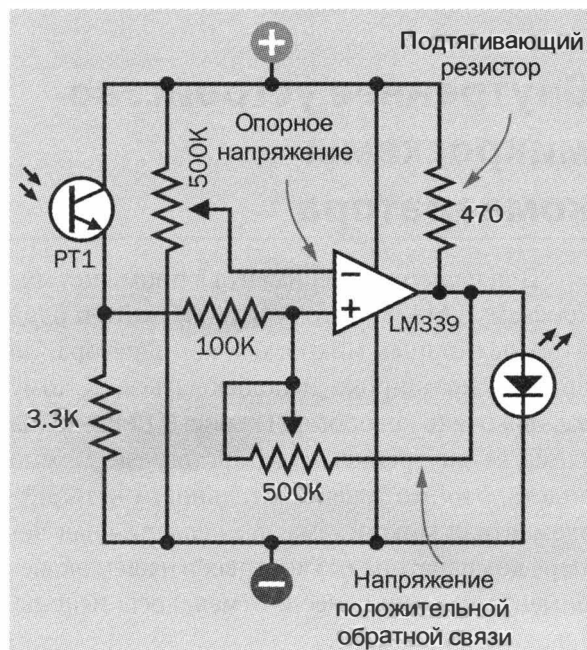 +
Подтягивающий
резистор
Опорное
напряжение
500K
470
PT1
−
+
LM339
100K
3.3K
500K
−
Напряжение
положительной
обратной связи